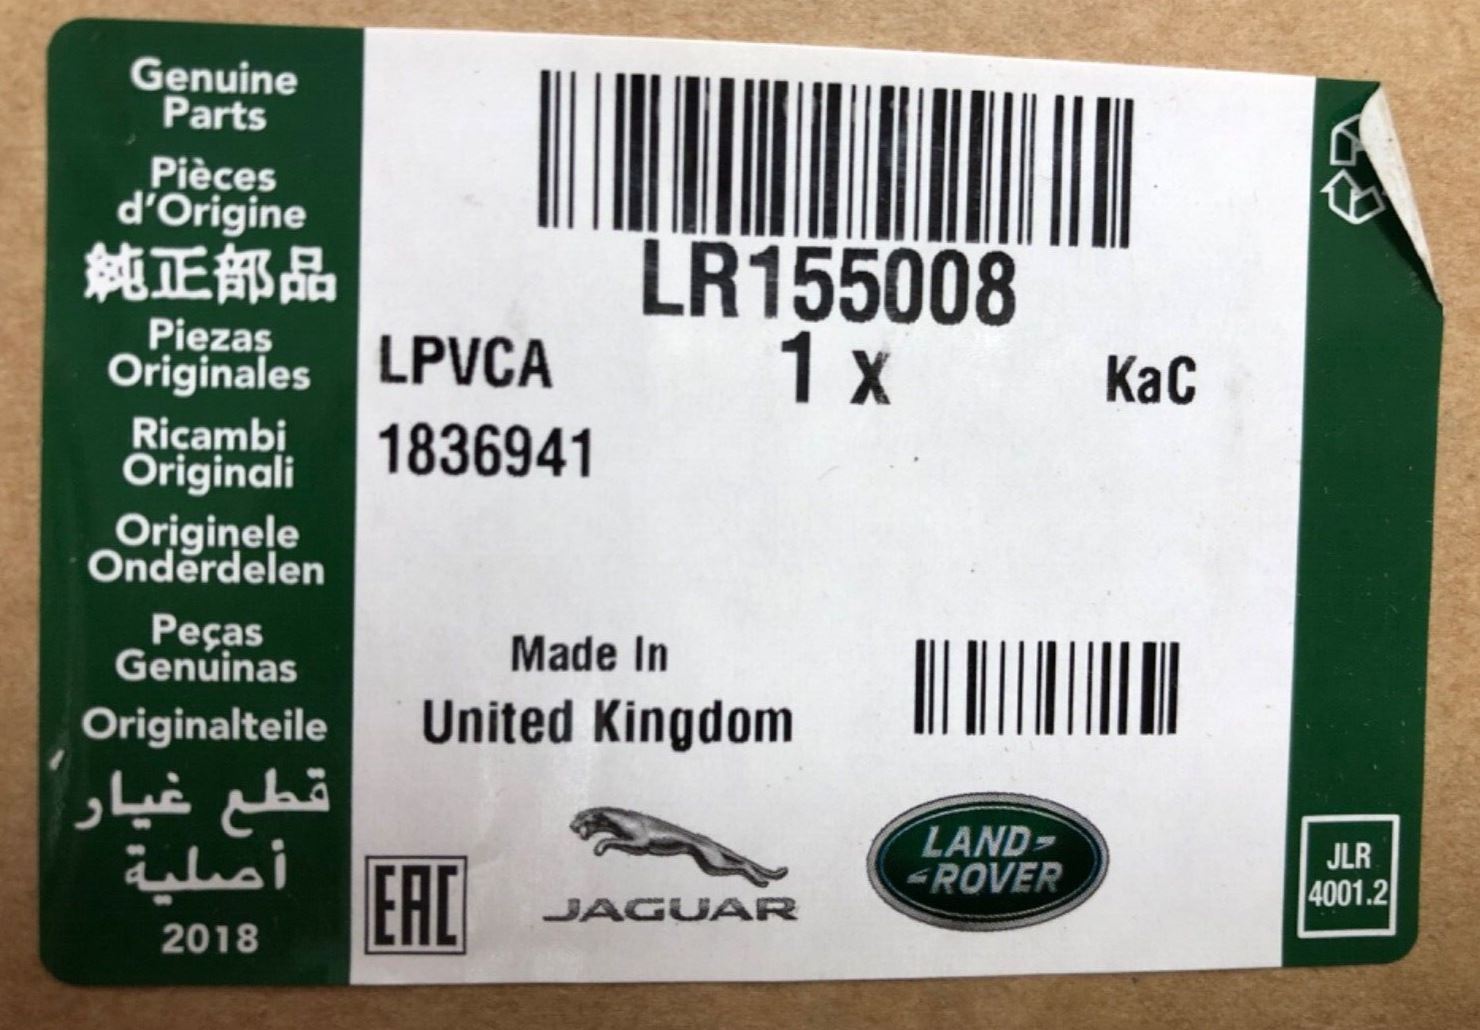 Genuine
Parts
Pièces
d'Origine
純正部品
Piezas
Originales
Ricambi
Originali
Originele
Onderdelen
Peças
Genuinas
Originalteile
قطع غيار
أصلية
2018
LR155008
LPVCA 1 x KaC
1836941
Made In
United Kingdom
EAC
JAGUAR
LAND-
-ROVER
JLR
4001.2